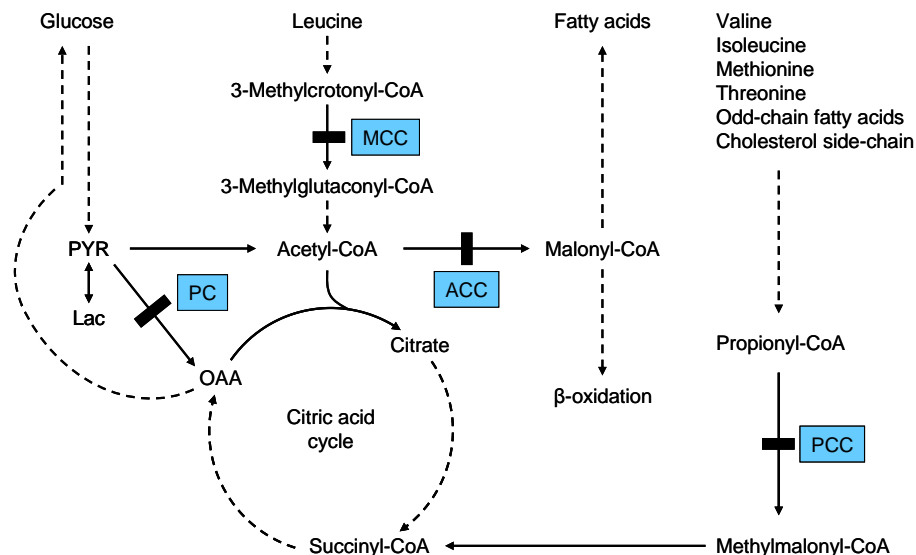 Glucose
Leucine
Fatty acids
Valine
Isoleucine
Methionine
Threonine
Odd-chain fatty acids
Cholesterol side-chain
3-Methylcrotonyl-CoA
MCC
3-Methylglutaconyl-CoA
PYR
Acetyl-CoA
Malonyl-CoA
PC
ACC
Lac
Citrate
Propionyl-CoA
OAA
β-oxidation
Citric acid
cycle
PCC
Succinyl-CoA
Methylmalonyl-CoA